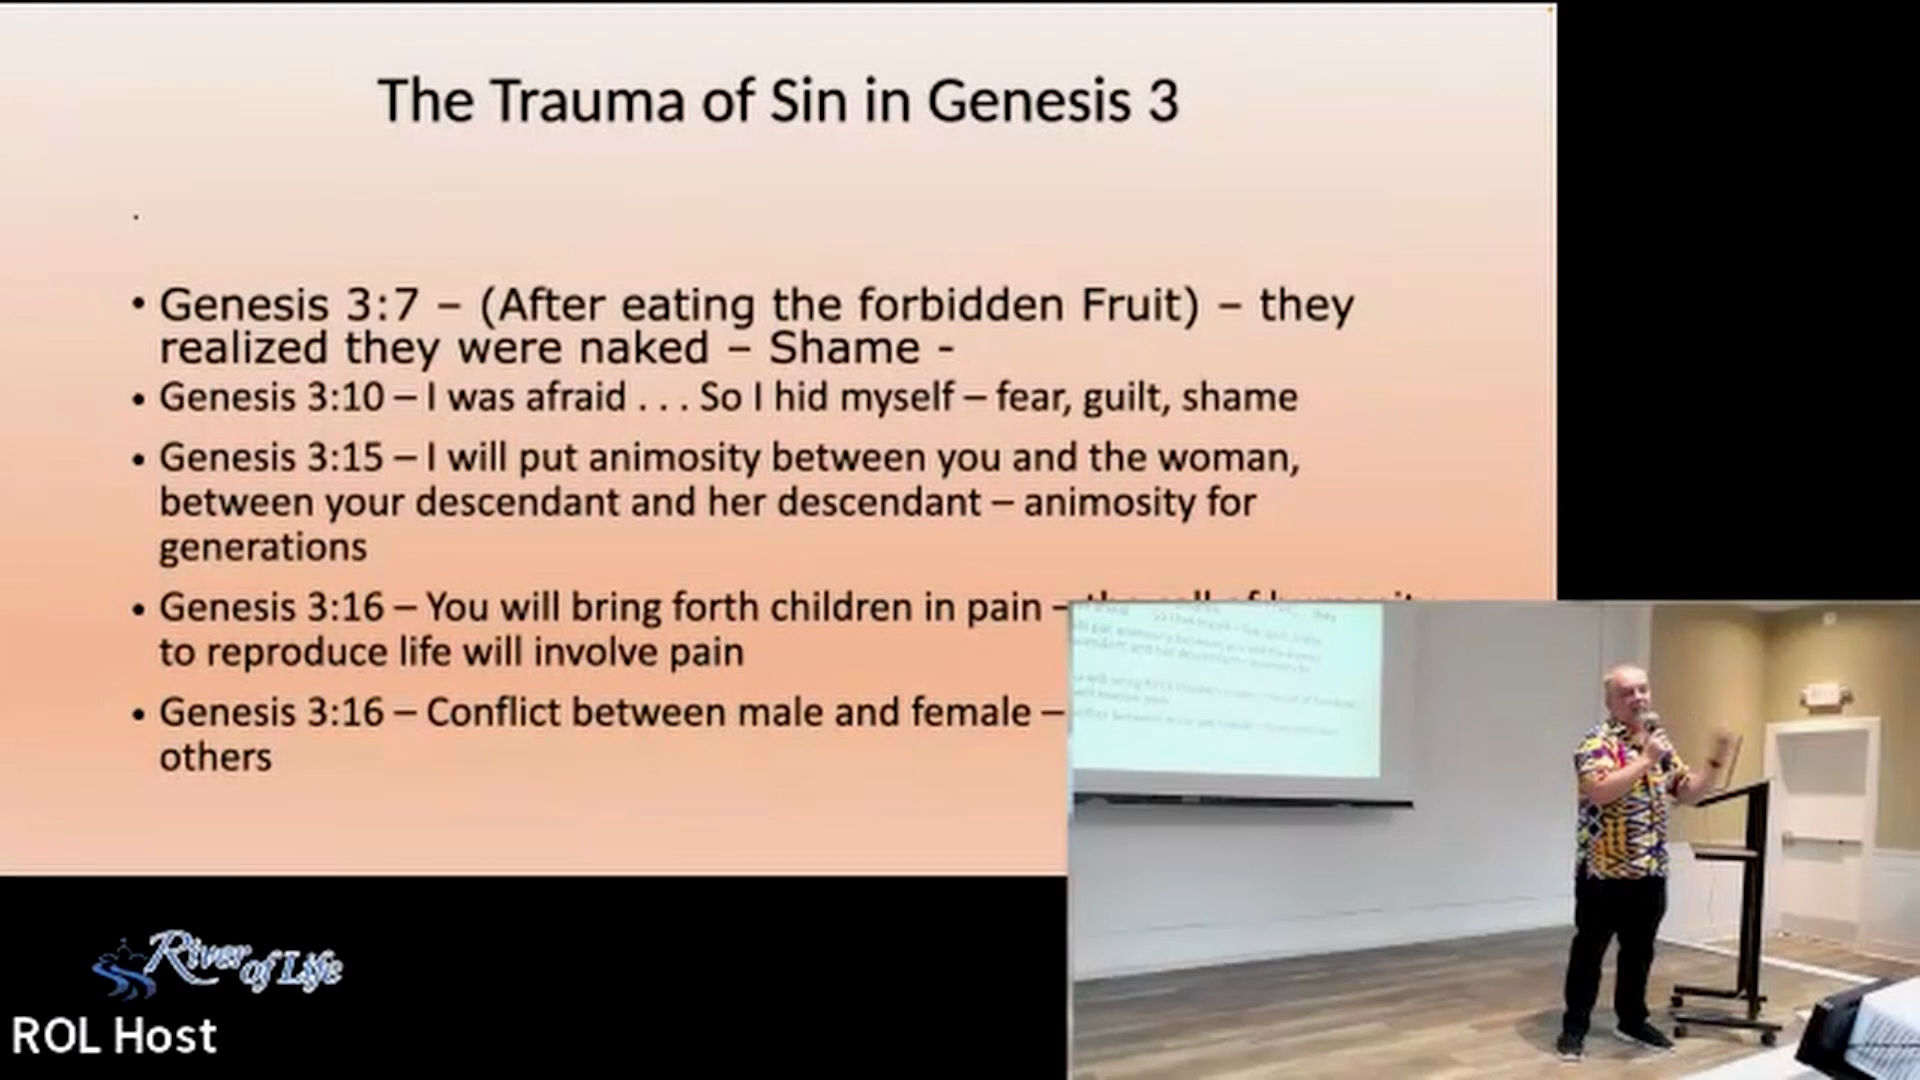 The Trauma of Sin in Genesis 3
• Genesis 3:7 – (After eating the forbidden Fruit) – they
realized they were naked – Shame -
• Genesis 3:10 – I was afraid . . . So I hid myself – fear, guilt, shame
• Genesis 3:15 – I will put animosity between you and the woman,
between your descendant and her descendant – animosity for
generations
• Genesis 3:16 – You will bring forth children in pain – the call of humanity
to reproduce life will involve pain
• Genesis 3:16 – Conflict between male and female –
others
River of Life
ROL Host